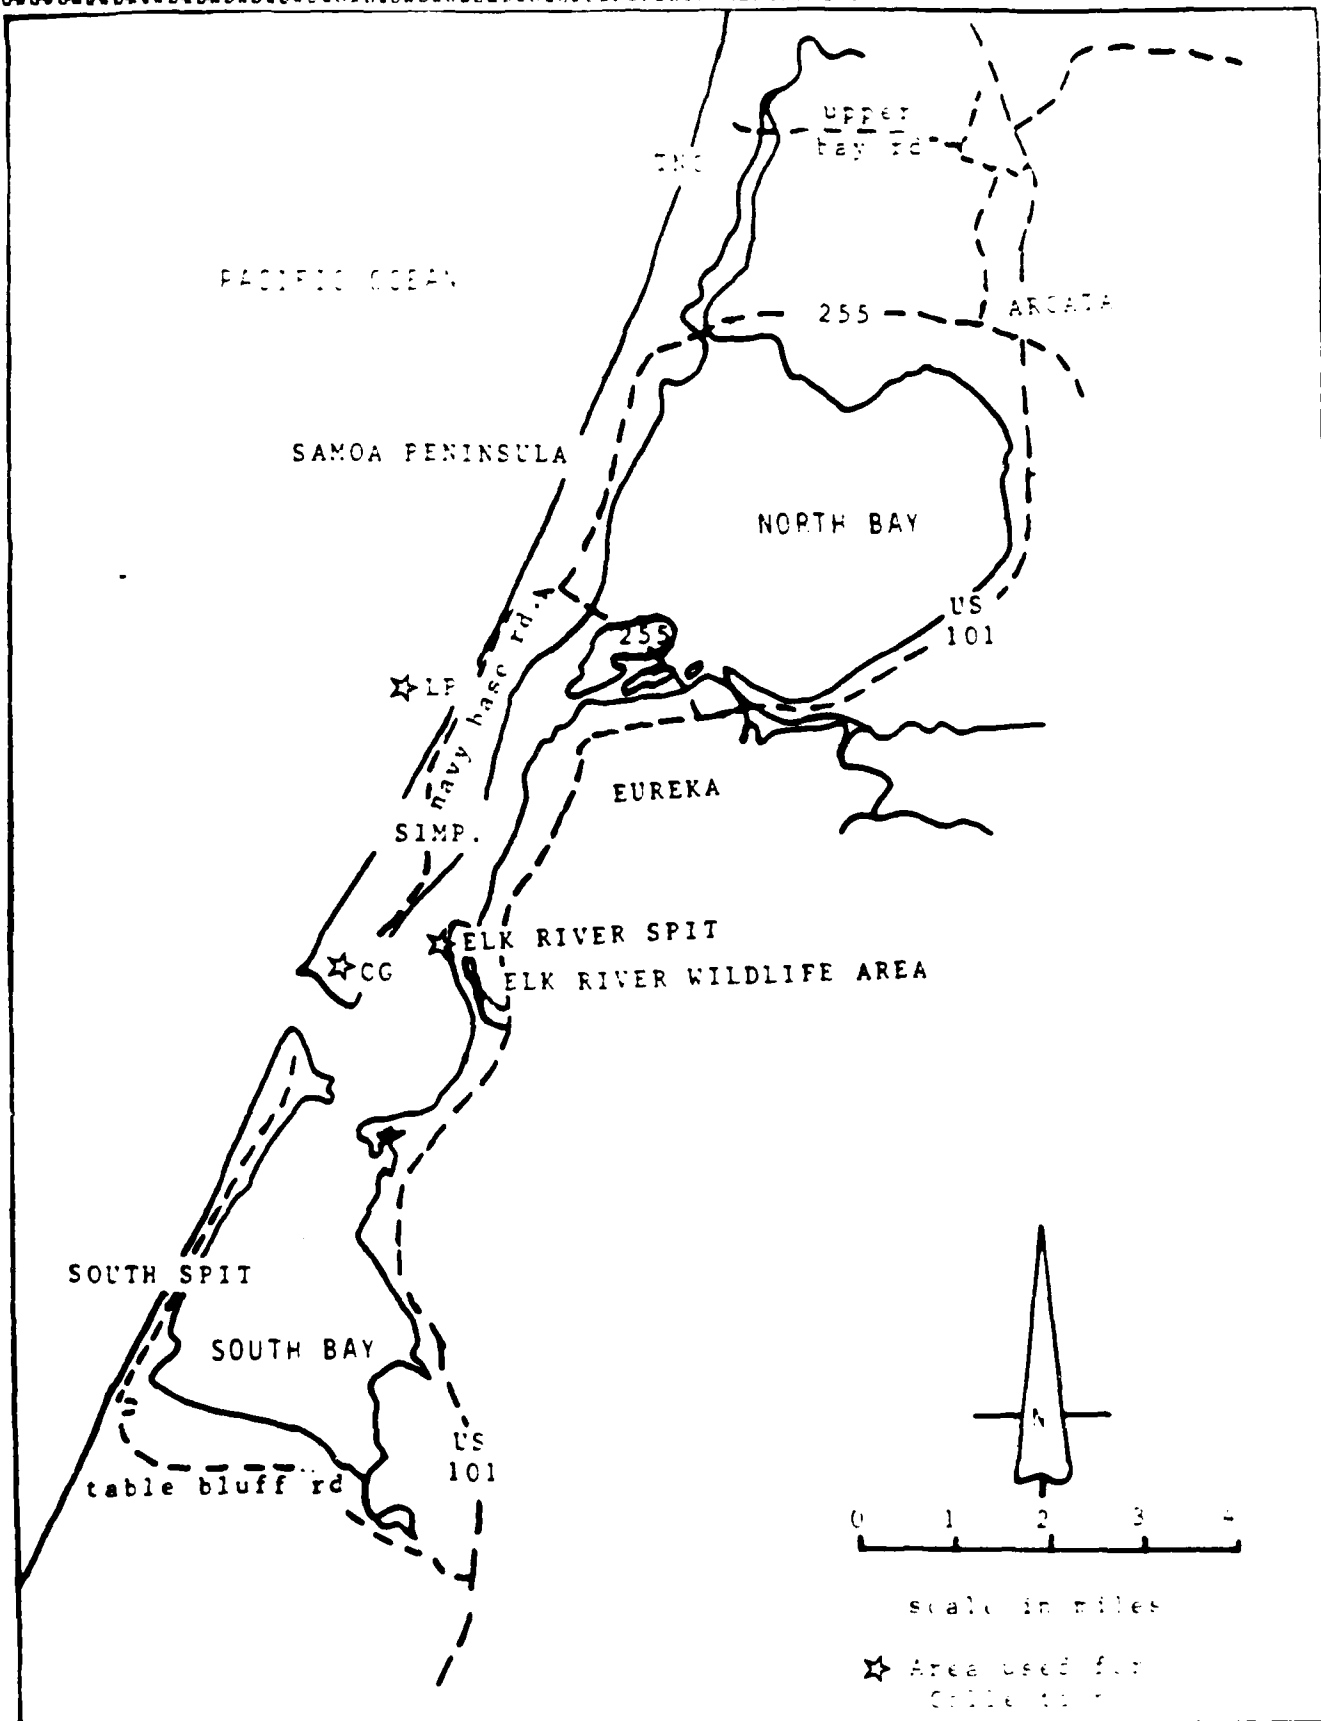 upper
bay rd
TNC
PACIFIC OCEAN
255
ARCATA
SAMOA PENINSULA
NORTH BAY
US
101
navy base rd.
255
LP
EUREKA
SIMP.
ELK RIVER SPIT
CG
ELK RIVER WILDLIFE AREA
SOUTH SPIT
SOUTH BAY
US
101
table bluff rd
N
0 1 2 3 4
scale in miles
Area used for
Collection